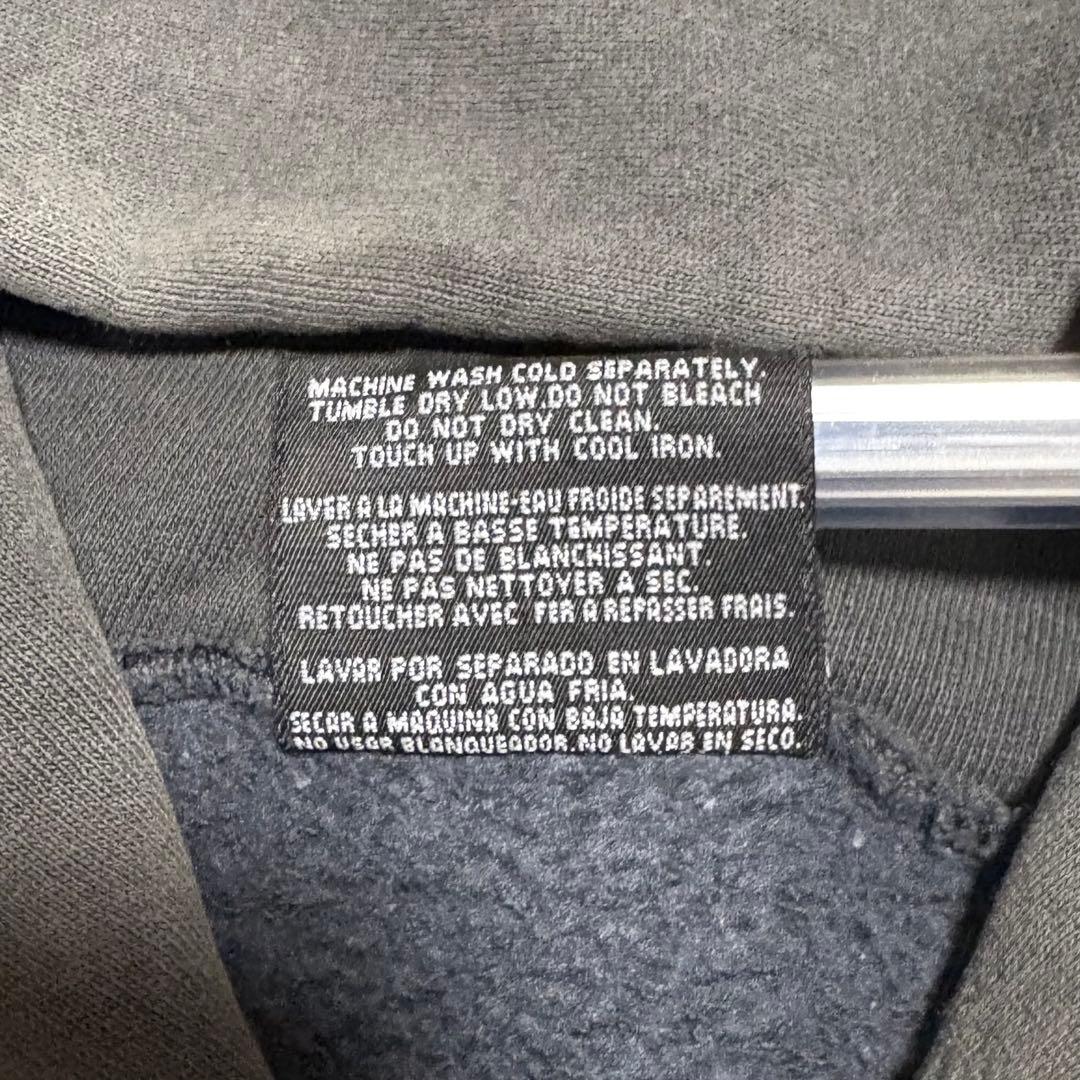 MACHINE WASH COLD SEPARATELY.
TUMBLE DRY LOW.DO NOT BLEACH
DO NOT DRY CLEAN.
TOUCH UP WITH COOL IRON.
LAVER A LA MACHINE-EAU FROIDE SEPAREMENT
SECHER A BASSE TEMPERATURE.
NE PAS DE BLANCHISSANT.
NE PAS NETTOYER A SEC.
RETOUCHER AVEC FER A REPASSER FRAIS.
LAVAR POR SEPARADO EN LAVADORA
CON AGUA FRIA.
SECAR A MAQUINA CON BAJA TEMPERATURA.
NO USAR BLANQUEADOR.NO LAVAR EN SECO.